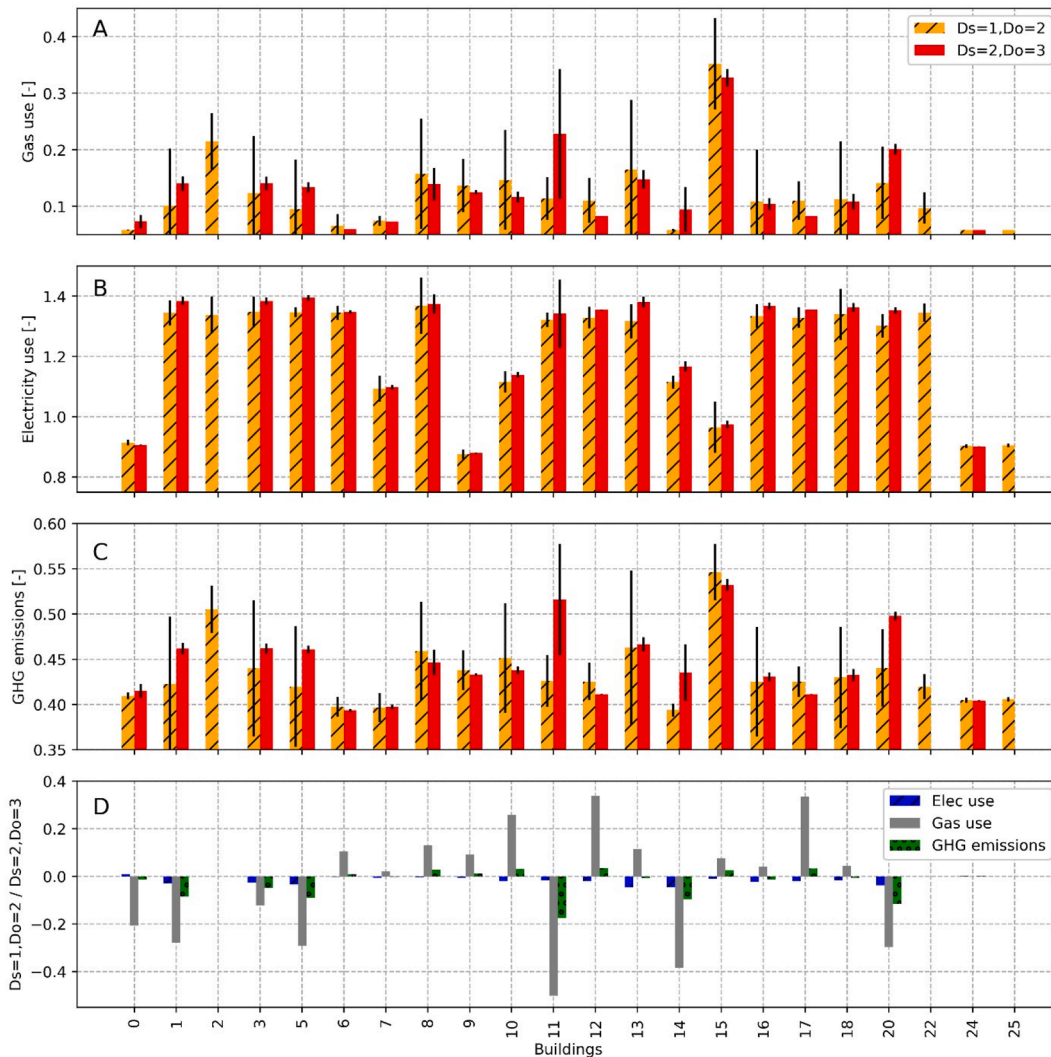 A
Gas use [-]
0.4
0.3
0.2
0.1
Ds=1,Do=2
Ds=2,Do=3
B
Electricity use [-]
1.4
1.2
1.0
0.8
C
GHG emissions [-]
0.60
0.55
0.50
0.45
0.40
0.35
D
Ds=1,Do=2 / Ds=2,Do=3
0.4
0.2
0.0
−0.2
−0.4
Elec use
Gas use
GHG emissions
0 1 2 3 5 6 7 8 9 10 11 12 13 14 15 16 17 18 20 22 24 25
Buildings